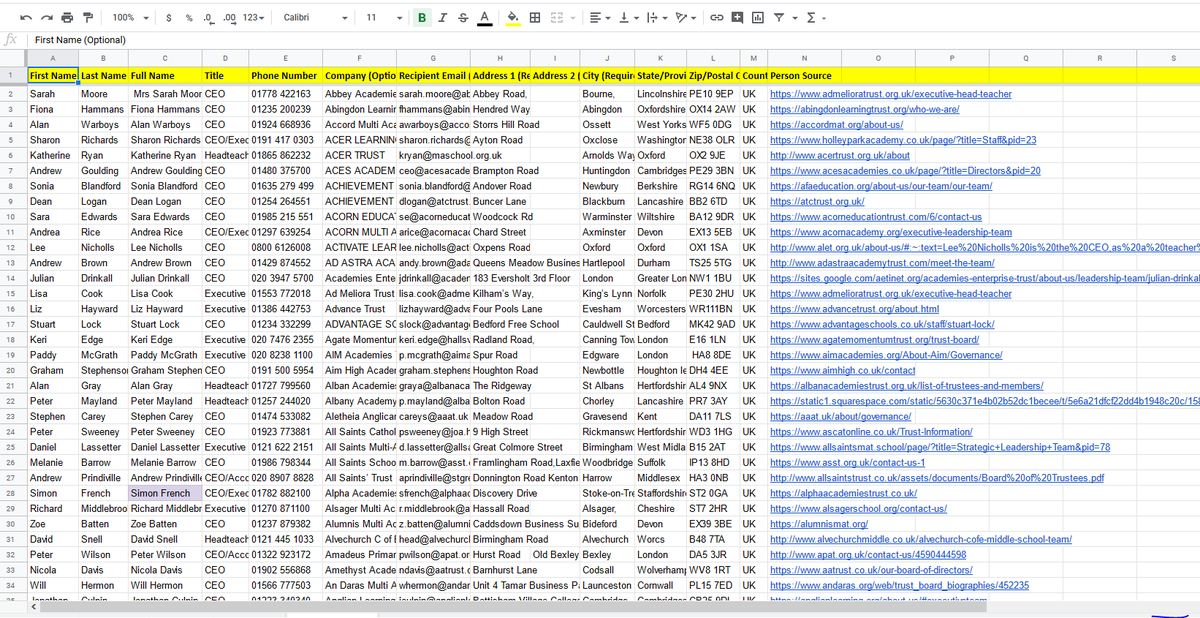 100% $ % .0 .00 123 Calibri 11 B I S A
fx First Name (Optional)
A B C D E F G H I J K L M N O P Q R S
1 First Name Last Name Full Name Title Phone Number Company (Optio Recipient Email ( Address 1 (Re Address 2 ( City (Requir State/Provi Zip/Postal C Count Person Source
2 Sarah Moore Mrs Sarah Moor CEO 01778 422163 Abbey Academie sarah.moore@ab Abbey Road, Bourne, Lincolnshire PE10 9EP UK https://www.admelioratrust.org.uk/executive-head-teacher
3 Fiona Hammans Fiona Hammans CEO 01235 200239 Abingdon Learnin fhammans@abin Hendred Way Abingdon Oxfordshire OX14 2AW UK https://www.abingdonlearningtrust.org/who-we-are/
4 Alan Warboys Alan Warboys CEO 01924 668936 Accord Multi Aca awarboys@acco Storrs Hill Road Ossett West Yorks WF5 0DG UK https://accordmat.org/about-us/
5 Sharon Richards Sharon Richards CEO/Exec 0191 417 0303 ACER LEARNIN sharon.richards@ Ayton Road Oxclose Washington NE38 OLR UK https://www.holleyparkacademy.co.uk/page/?title=Staff&pid=23
6 Katherine Ryan Katherine Ryan Headteach 01865 862232 ACER TRUST kryan@maschool.org.uk Arnolds Way Oxford OX2 9JE UK http://www.acertrust.org.uk/about
7 Andrew Goulding Andrew Goulding CEO 01480 375700 ACES ACADEM ceo@acesacade Brampton Road Huntingdon Cambridges PE29 3BN UK https://www.acesacademies.co.uk/page/?title=Directors&pid=20
8 Sonia Blandford Sonia Blandford CEO 01635 279 499 ACHIEVEMENT sonia.blandford@ Andover Road Newbury Berkshire RG14 6NQ UK https://afaeducation.org/about-us/our-team/our-team/
9 Dean Logan Dean Logan CEO 01254 264551 ACHIEVEMENT dlogan@atctrust. Buncer Lane Blackburn Lancashire BB2 6TD UK https://atctrust.org.uk/
10 Sara Edwards Sara Edwards CEO 01985 215 551 ACORN EDUCAT se@acorneducat Woodcock Rd Warminster Wiltshire BA12 9DR UK https://www.acorneducationtrust.com/6/contact-us
11 Andrea Rice Andrea Rice CEO/Exec 01297 639254 ACORN MULTI A arice@acornacad Chard Street Axminster Devon EX13 5EB UK https://www.acornacademy.org/executive-leadership-team
12 Lee Nicholls Lee Nicholls CEO 0800 6126008 ACTIVATE LEAR lee.nicholls@act Oxpens Road Oxford Oxford OX1 1SA UK http://www.alet.org.uk/about-us/#:~:text=Lee%20Nicholls%20is%20the%20CEO,as%20a%20teacher%
13 Andrew Brown Andrew Brown CEO 01429 874552 AD ASTRA ACA andy.brown@ada Queens Meadow Business Hartlepool Durham TS25 5TG UK http://www.adastraacademytrust.com/meet-the-team/
14 Julian Drinkall Julian Drinkall CEO 020 3947 5700 Academies Ente jdrinkall@acader 183 Eversholt 3rd Floor London Greater Lon NW1 1BU UK https://sites.google.com/aetinet.org/academies-enterprise-trust/about-us/leadership-team/julian-drinkal
15 Lisa Cook Lisa Cook Executive 01553 772018 Ad Meliora Trust lisa.cook@adme Kilham's Way, King's Lynn Norfolk PE30 2HU UK https://www.admelioratrust.org.uk/executive-head-teacher
16 Liz Hayward Liz Hayward Executive 01386 442753 Advance Trust lizhayward@adva Four Pools Lane Evesham Worcesters WR111BN UK https://www.advancetrust.org/about.html
17 Stuart Lock Stuart Lock CEO 01234 332299 ADVANTAGE SC slock@advantag Bedford Free School Cauldwell St Bedford MK42 9AD UK https://www.advantageschools.co.uk/staff/stuart-lock/
18 Keri Edge Keri Edge Executive 020 7476 2355 Agate Momentur keri.edge@hallsv Radland Road, Canning Tow London E16 1LN UK https://www.agatemomentumtrust.org/trust-board/
19 Paddy McGrath Paddy McGrath Executive 020 8238 1100 AIM Academies p.mcgrath@aima Spur Road Edgware London HA8 8DE UK https://www.aimacademies.org/About-Aim/Governance/
20 Graham Stephenson Graham Stephen CEO 0191 500 5954 Aim High Acader graham.stephens Houghton Road Newbottle Houghton le DH4 4EE UK https://www.aimhigh.co.uk/contact
21 Alan Gray Alan Gray Headteach 01727 799560 Alban Academies graya@albanaca The Ridgeway St Albans Hertfordshir AL4 9NX UK https://albanacademiestrust.org.uk/list-of-trustees-and-members/
22 Peter Mayland Peter Mayland Headteach 01257 244020 Albany Academy p.mayland@alba Bolton Road Chorley Lancashire PR7 3AY UK https://static1.squarespace.com/static/5630c371e4b02b52dc1becee/t/5e6a21dfcf22dd4b1948c20c/158
23 Stephen Carey Stephen Carey CEO 01474 533082 Aletheia Anglicar careys@aaat.uk Meadow Road Gravesend Kent DA11 7LS UK https://aaat.uk/about/governance/
24 Peter Sweeney Peter Sweeney CEO 01923 773881 All Saints Cathol psweeney@joa.h 9 High Street Rickmanswo Hertfordshir WD3 1HG UK https://www.ascatonline.co.uk/Trust-Information/
25 Daniel Lassetter Daniel Lassetter Executive 0121 622 2151 All Saints Multi-A d.lassetter@allsa Great Colmore Street Birmingham West Midla B15 2AT UK https://www.allsaintsmat.school/page/?title=Strategic+Leadership+Team&pid=78
26 Melanie Barrow Melanie Barrow CEO 01986 798344 All Saints Schoo m.barrow@asst. Framlingham Road,Laxfie Woodbridge Suffolk IP13 8HD UK https://www.asst.org.uk/contact-us-1
27 Andrew Prindiville Andrew Prindiville CEO/Acco 020 8907 8828 All Saints' Trust aprindiville@stgre Donnington Road Kenton Harrow Middlesex HA3 0NB UK http://www.allsaintstrust.co.uk/assets/documents/Board%20of%20Trustees.pdf
28 Simon French Simon French CEO/Exec 01782 882100 Alpha Academies sfrench@alphaac Discovery Drive Stoke-on-Tre Staffordshire ST2 0GA UK https://alphaacademiestrust.co.uk/
29 Richard Middlebroo Richard Middlebr Executive 01270 871100 Alsager Multi Ac r.middlebrook@a Hassall Road Alsager, Cheshire ST7 2HR UK https://www.alsagerschool.org/contact-us/
30 Zoe Batten Zoe Batten CEO 01237 879382 Alumnis Multi Ac z.batten@alumni Caddsdown Business Su Bideford Devon EX39 3BE UK https://alumnismat.org/
31 David Snell David Snell Headteach 0121 445 1033 Alvechurch C of E head@alvechurcl Birmingham Road Alvechurch Worcs B48 7TA UK http://www.alvechurchmiddle.co.uk/alvechurch-cofe-middle-school-team/
32 Peter Wilson Peter Wilson CEO/Acco 01322 923172 Amadeus Primar pwilson@apat.or Hurst Road Old Bexley Bexley London DA5 3JR UK http://www.apat.org.uk/contact-us/4590444598
33 Nicola Davis Nicola Davis CEO 01902 556868 Amethyst Acade ndavis@aatrust.c Barnhurst Lane Codsall Wolverhamp WV8 1RT UK https://www.aatrust.co.uk/our-board-of-directors/
34 Will Hermon Will Hermon CEO 01566 777503 An Daras Multi A whermon@andar Unit 4 Tamar Business Pa Launceston Cornwall PL15 7ED UK https://www.andaras.org/web/trust_board_biographies/452235